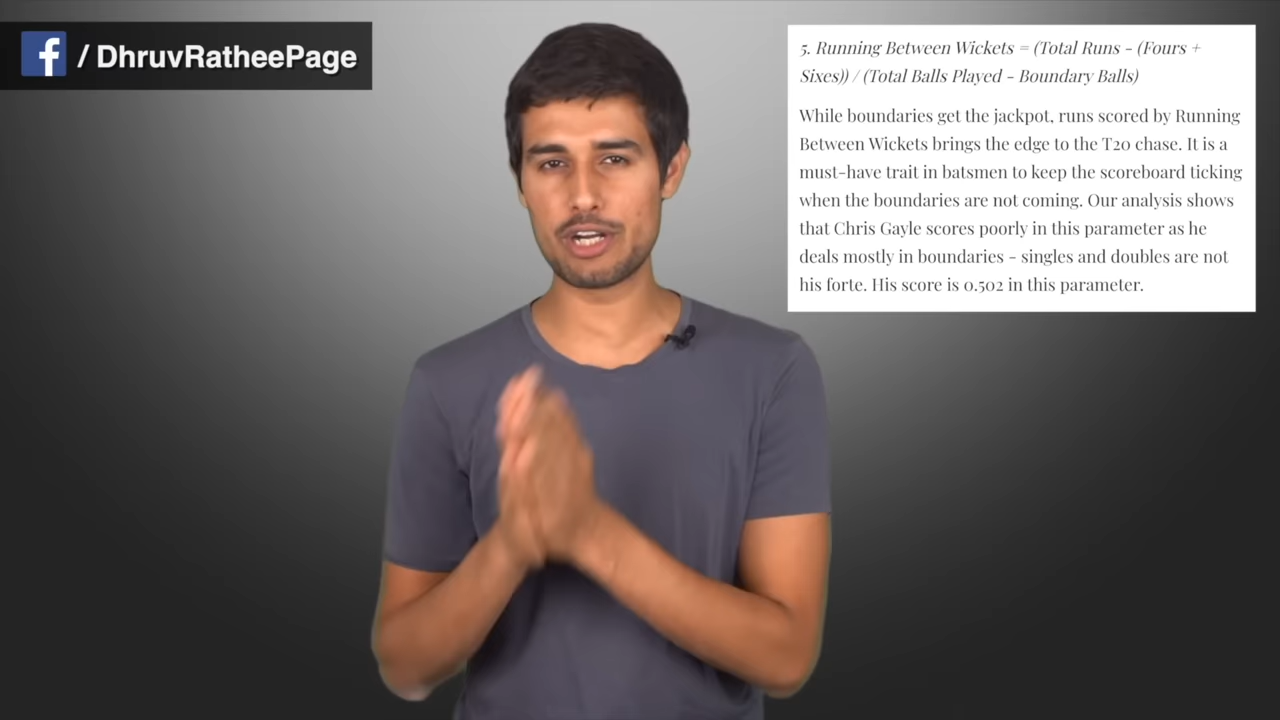 / DhruvRatheePage
5. Running Between Wickets = (Total Runs - (Fours +
Sixes)) / (Total Balls Played - Boundary Balls)
While boundaries get the jackpot, runs scored by Running
Between Wickets brings the edge to the T20 chase. It is a
must-have trait in batsmen to keep the scoreboard ticking
when the boundaries are not coming. Our analysis shows
that Chris Gayle scores poorly in this parameter as he
deals mostly in boundaries - singles and doubles are not
his forte. His score is 0.502 in this parameter.